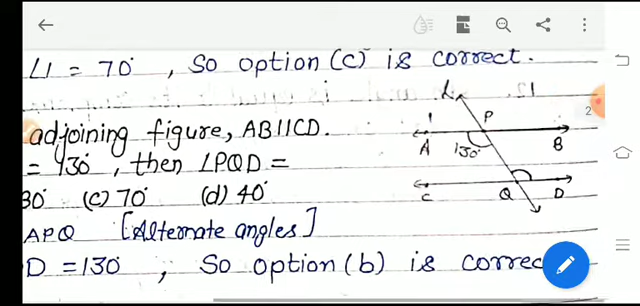 ∠1 = 70°, So option (c) is correct.
12.
adjoining figure, AB||CD.
= 130°, then ∠PQD =
30° (c) 70° (d) 40°
APQ [Alternate angles]
D = 130°, So option (b) is correc
L
P
A
B
130°
C
Q
D
2